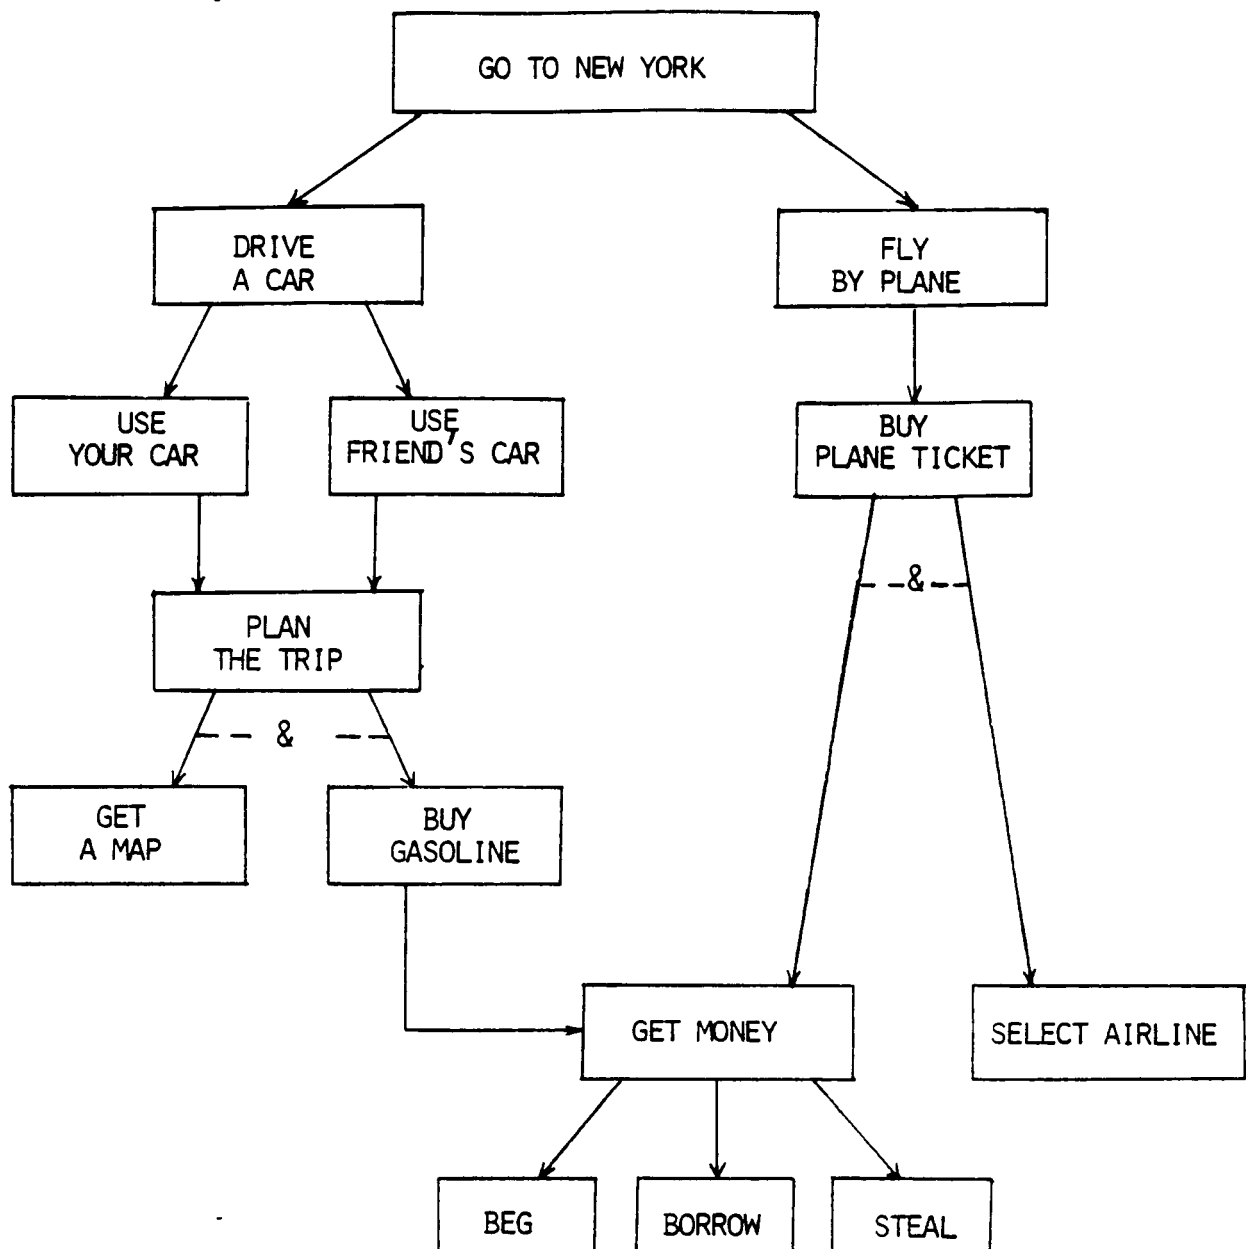 GO TO NEW YORK
DRIVE
A CAR
FLY
BY PLANE
USE
YOUR CAR
USE
FRIEND'S CAR
BUY
PLANE TICKET
&
PLAN
THE TRIP
&
GET
A MAP
BUY
GASOLINE
GET MONEY
SELECT AIRLINE
BEG
BORROW
STEAL